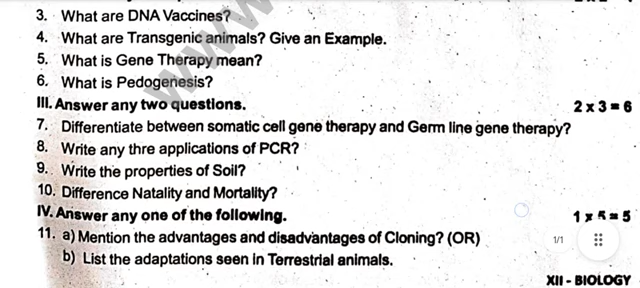 3. What are DNA Vaccines?
4. What are Transgenic animals? Give an Example.
5. What is Gene Therapy mean?
6. What is Pedogenesis?
III. Answer any two questions. 2 x 3 = 6
7. Differentiate between somatic cell gene therapy and Germ line gene therapy?
8. Write any thre applications of PCR?
9. Write the properties of Soil?
10. Difference Natality and Mortality?
IV. Answer any one of the following. 1 x 5 = 5
11. a) Mention the advantages and disadvantages of Cloning? (OR)
1/1
b) List the adaptations seen in Terrestrial animals.
XII - BIOLOGY